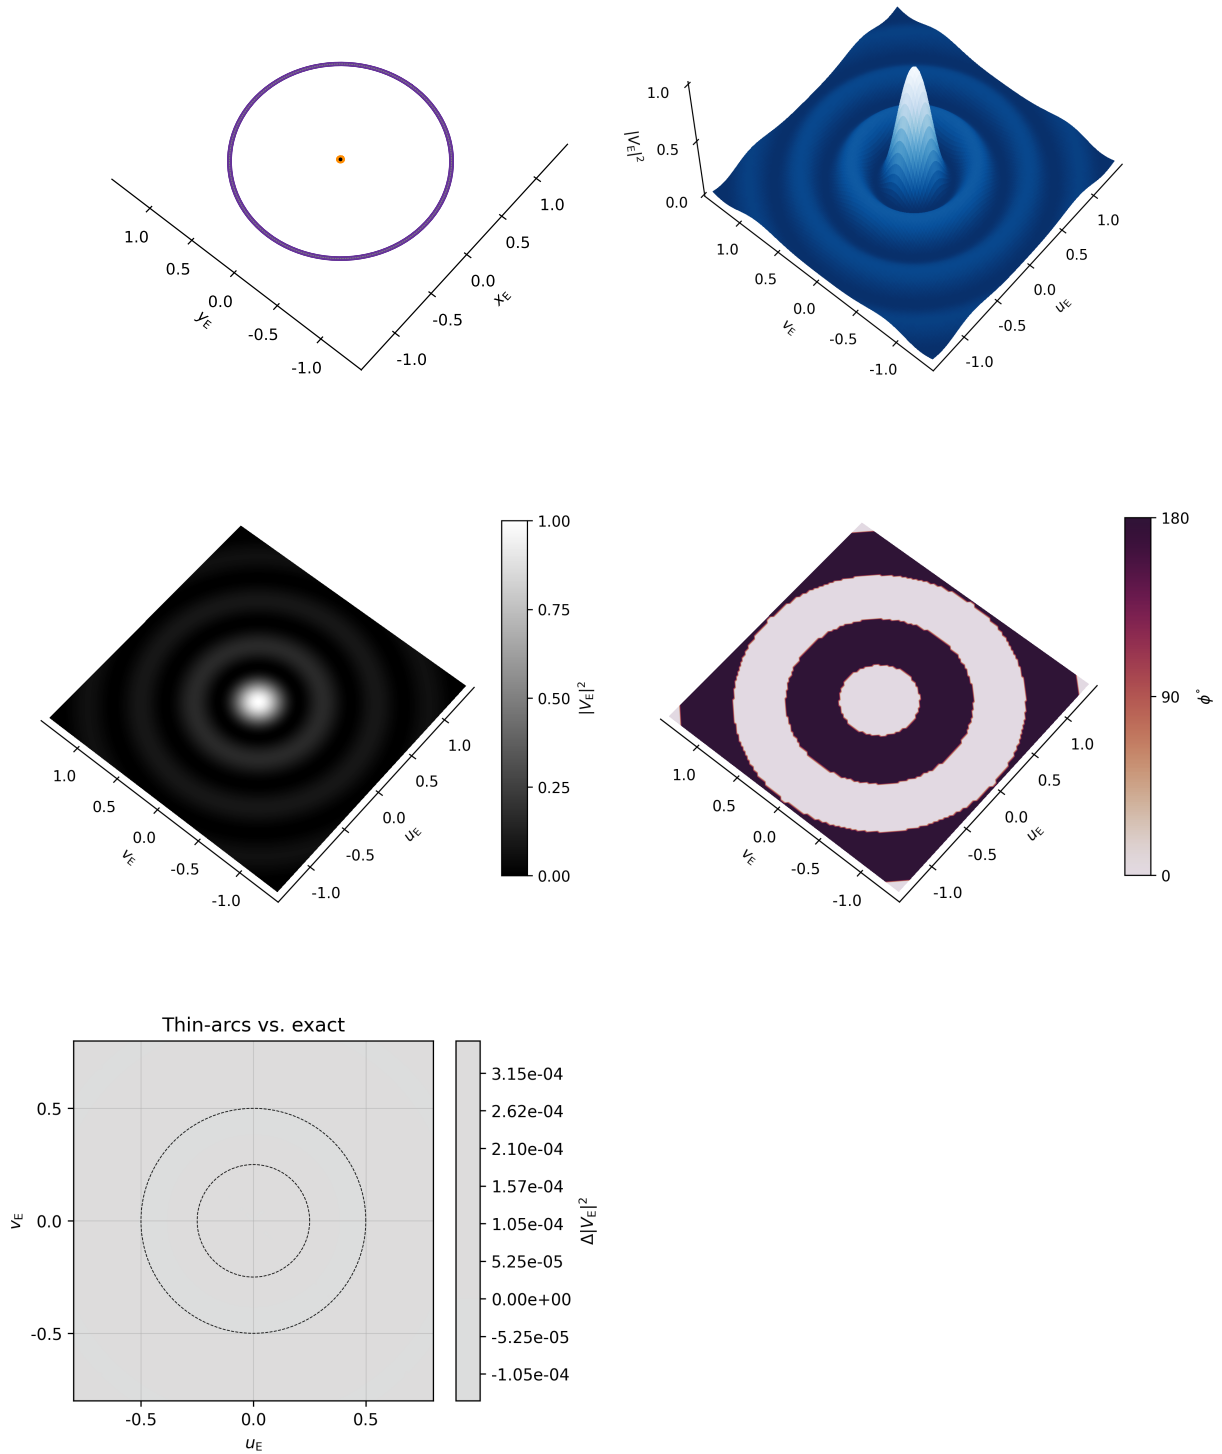 1.0
0.5
0.0
-0.5
-1.0
y_E
1.0
0.5
0.0
-0.5
-1.0
x_E
1.0
0.5
0.0
|V_E|²
1.0
0.5
0.0
-0.5
-1.0
v_E
1.0
0.5
0.0
-0.5
-1.0
u_E
1.0
0.5
0.0
-0.5
-1.0
v_E
1.0
0.5
0.0
-0.5
-1.0
u_E
1.00
0.75
0.50
0.25
0.00
|V_E|²
1.0
0.5
0.0
-0.5
-1.0
v_E
1.0
0.5
0.0
-0.5
-1.0
u_E
180
90
0
ϕ°
Thin-arcs vs. exact
0.5
0.0
-0.5
v_E
-0.5 0.0 0.5
u_E
3.15e-04
2.62e-04
2.10e-04
1.57e-04
1.05e-04
5.25e-05
0.00e+00
-5.25e-05
-1.05e-04
Δ|V_E|²